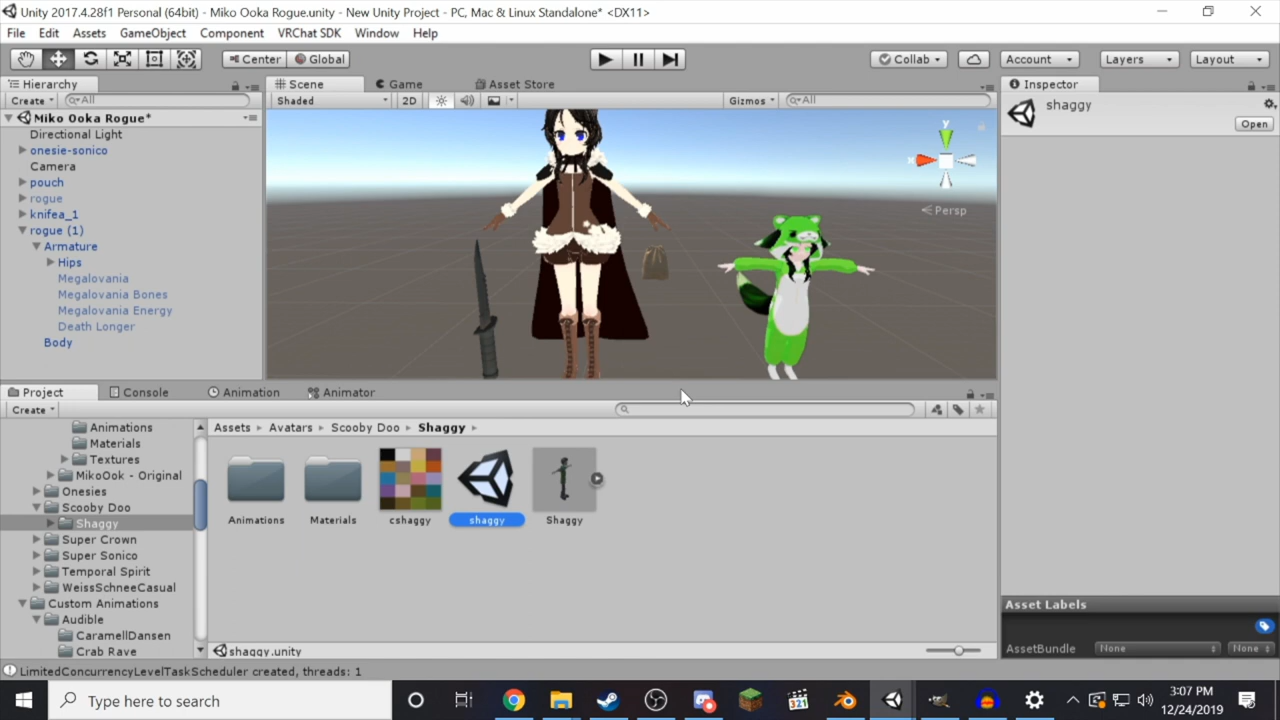 Unity 2017.4.28f1 Personal (64bit) - Miko Ooka Rogue.unity - New Unity Project - PC, Mac & Linux Standalone* <DX11>
File Edit Assets GameObject Component VRChat SDK Window Help
Center Global Collab Account Layers Layout
Hierarchy Scene Game Asset Store Inspector
Create All Shaded 2D Gizmos All
shaggy
Open
Miko Ooka Rogue*
Directional Light
onesie-sonico
Camera
pouch
rogue
knifea_1
rogue (1)
Armature
Hips
Megalovania
Megalovania Bones
Megalovania Energy
Death Longer
Body
y
x
Persp
Project Console Animation Animator
Create
Animations
Materials
Textures
MikoOok - Original
Onesies
Scooby Doo
Shaggy
Super Crown
Super Sonico
Temporal Spirit
WeissSchneeCasual
Custom Animations
Audible
CaramellDansen
Crab Rave
Assets Avatars Scooby Doo Shaggy
Animations Materials cshaggy shaggy Shaggy
shaggy.unity
Asset Labels
AssetBundle None None
LimitedConcurrencyLevelTaskScheduler created, threads: 1
Type here to search
321
3:07 PM
12/24/2019